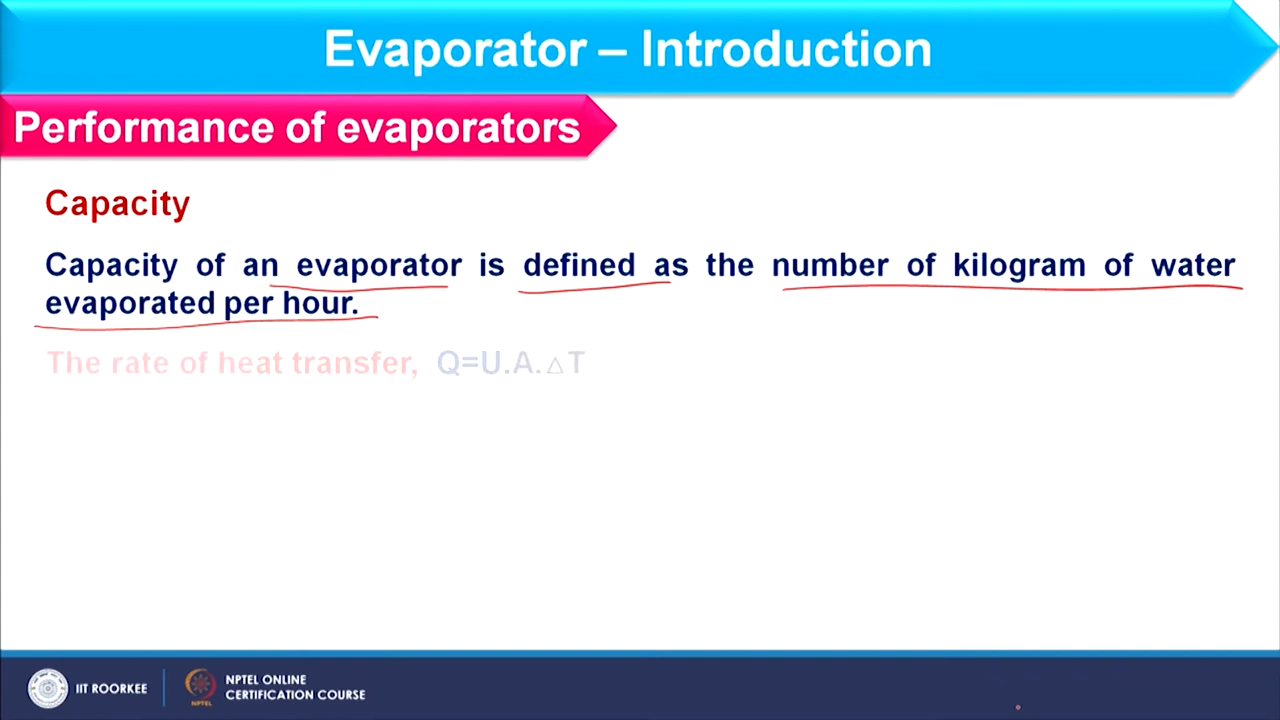 Evaporator – Introduction
Performance of evaporators
Capacity
Capacity of an evaporator is defined as the number of kilogram of water
evaporated per hour.
The rate of heat transfer, Q=U.A.△T
IIT ROORKEE
NPTEL
NPTEL ONLINE
CERTIFICATION COURSE